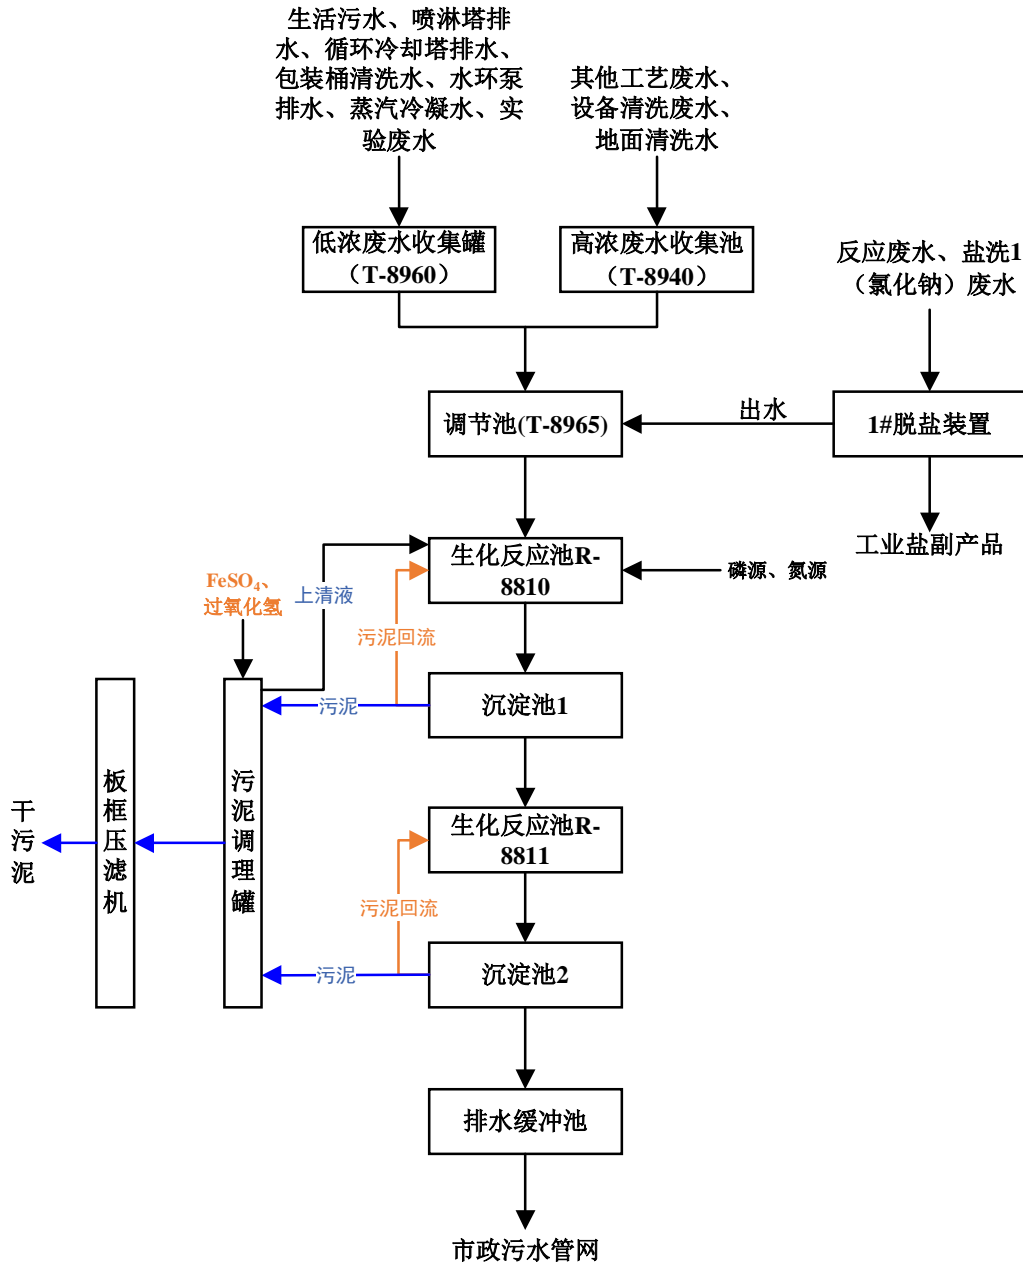 生活污水、喷淋塔排
水、循环冷却塔排水、
包装桶清洗水、水环泵
排水、蒸汽冷凝水、实
验废水
其他工艺废水、
设备清洗废水、
地面清洗水
低浓废水收集罐
（T-8960）
高浓废水收集池
（T-8940）
反应废水、盐洗1
（氯化钠）废水
调节池(T-8965)
出水
1#脱盐装置
工业盐副产品
生化反应池R-
8810
磷源、氮源
FeSO₄、
过氧化氢
上清液
污泥回流
污泥
沉淀池1
干污泥
板框压滤机
污泥调理罐
生化反应池R-
8811
污泥回流
污泥
沉淀池2
排水缓冲池
市政污水管网